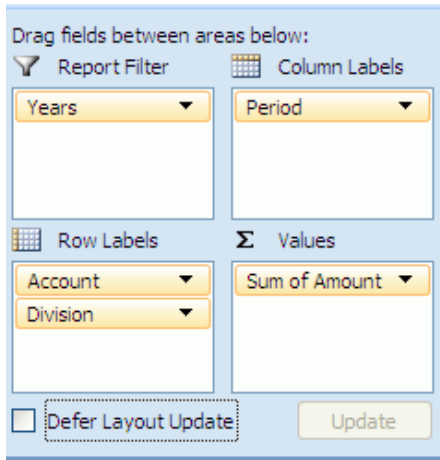 Drag fields between areas below:
Report Filter
Column Labels
Years
Period
Row Labels
Σ Values
Account
Division
Sum of Amount
Defer Layout Update
Update